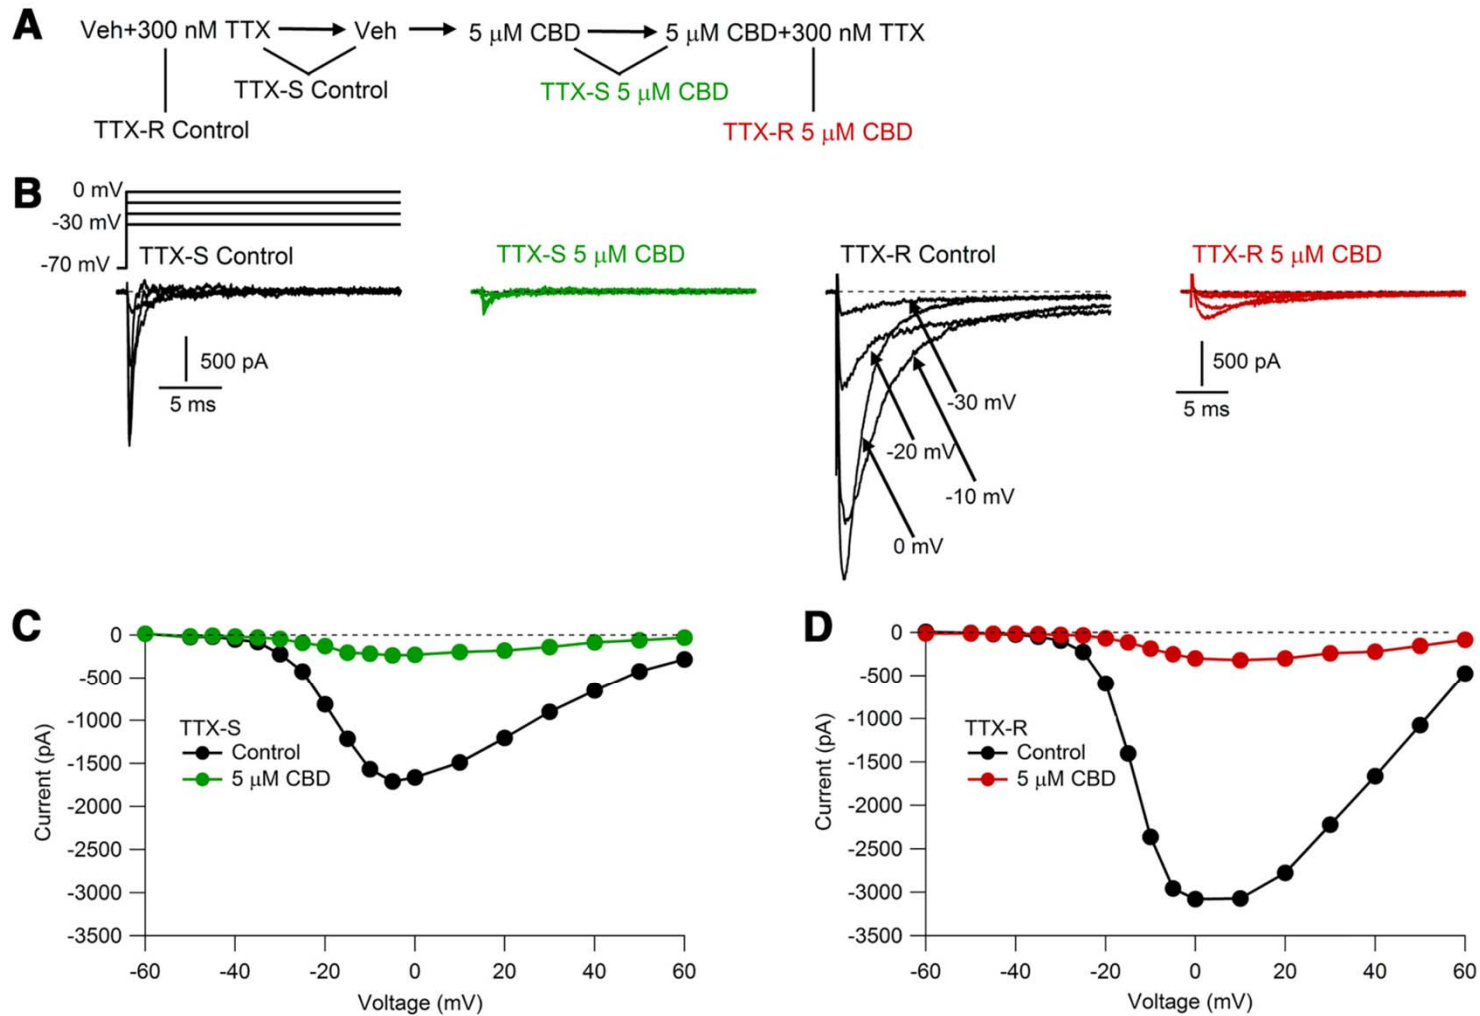 A
Veh+300 nM TTX Veh 5 μM CBD 5 μM CBD+300 nM TTX
TTX-S Control TTX-S 5 μM CBD
TTX-R Control TTX-R 5 μM CBD
B
0 mV
-30 mV
-70 mV
TTX-S Control TTX-S 5 μM CBD TTX-R Control TTX-R 5 μM CBD
500 pA
5 ms
-30 mV
-20 mV
-10 mV
0 mV
500 pA
5 ms
C
0
-500
-1000
-1500
-2000
-2500
-3000
-3500
Current (pA)
TTX-S
Control
5 μM CBD
-60 -40 -20 0 20 40 60
Voltage (mV)
D
0
-500
-1000
-1500
-2000
-2500
-3000
-3500
Current (pA)
TTX-R
Control
5 μM CBD
-60 -40 -20 0 20 40 60
Voltage (mV)